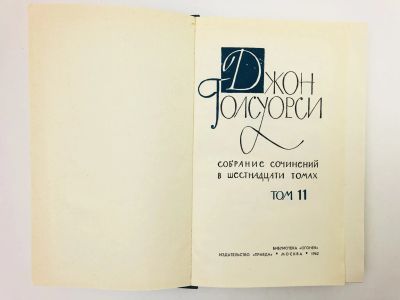 Джон
Голсуорси
СОБРАНИЕ СОЧИНЕНИЙ
В ШЕСТНАДЦАТИ ТОМАХ
ТОМ 11
БИБЛИОТЕКА «ОГОНЕК»
ИЗДАТЕЛЬСТВО «ПРАВДА» • МОСКВА • 1962